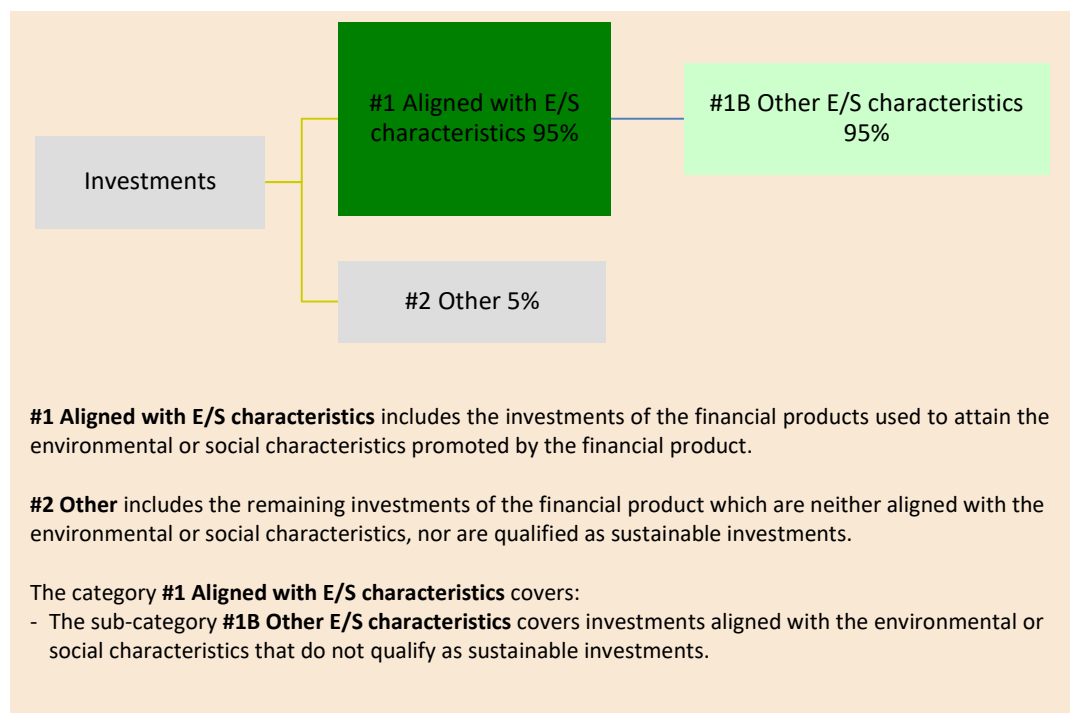 #1 Aligned with E/S
characteristics 95%
#1B Other E/S characteristics
95%
Investments
#2 Other 5%
#1 Aligned with E/S characteristics includes the investments of the financial products used to attain the
environmental or social characteristics promoted by the financial product.
#2 Other includes the remaining investments of the financial product which are neither aligned with the
environmental or social characteristics, nor are qualified as sustainable investments.
The category #1 Aligned with E/S characteristics covers:
- The sub-category #1B Other E/S characteristics covers investments aligned with the environmental or
social characteristics that do not qualify as sustainable investments.